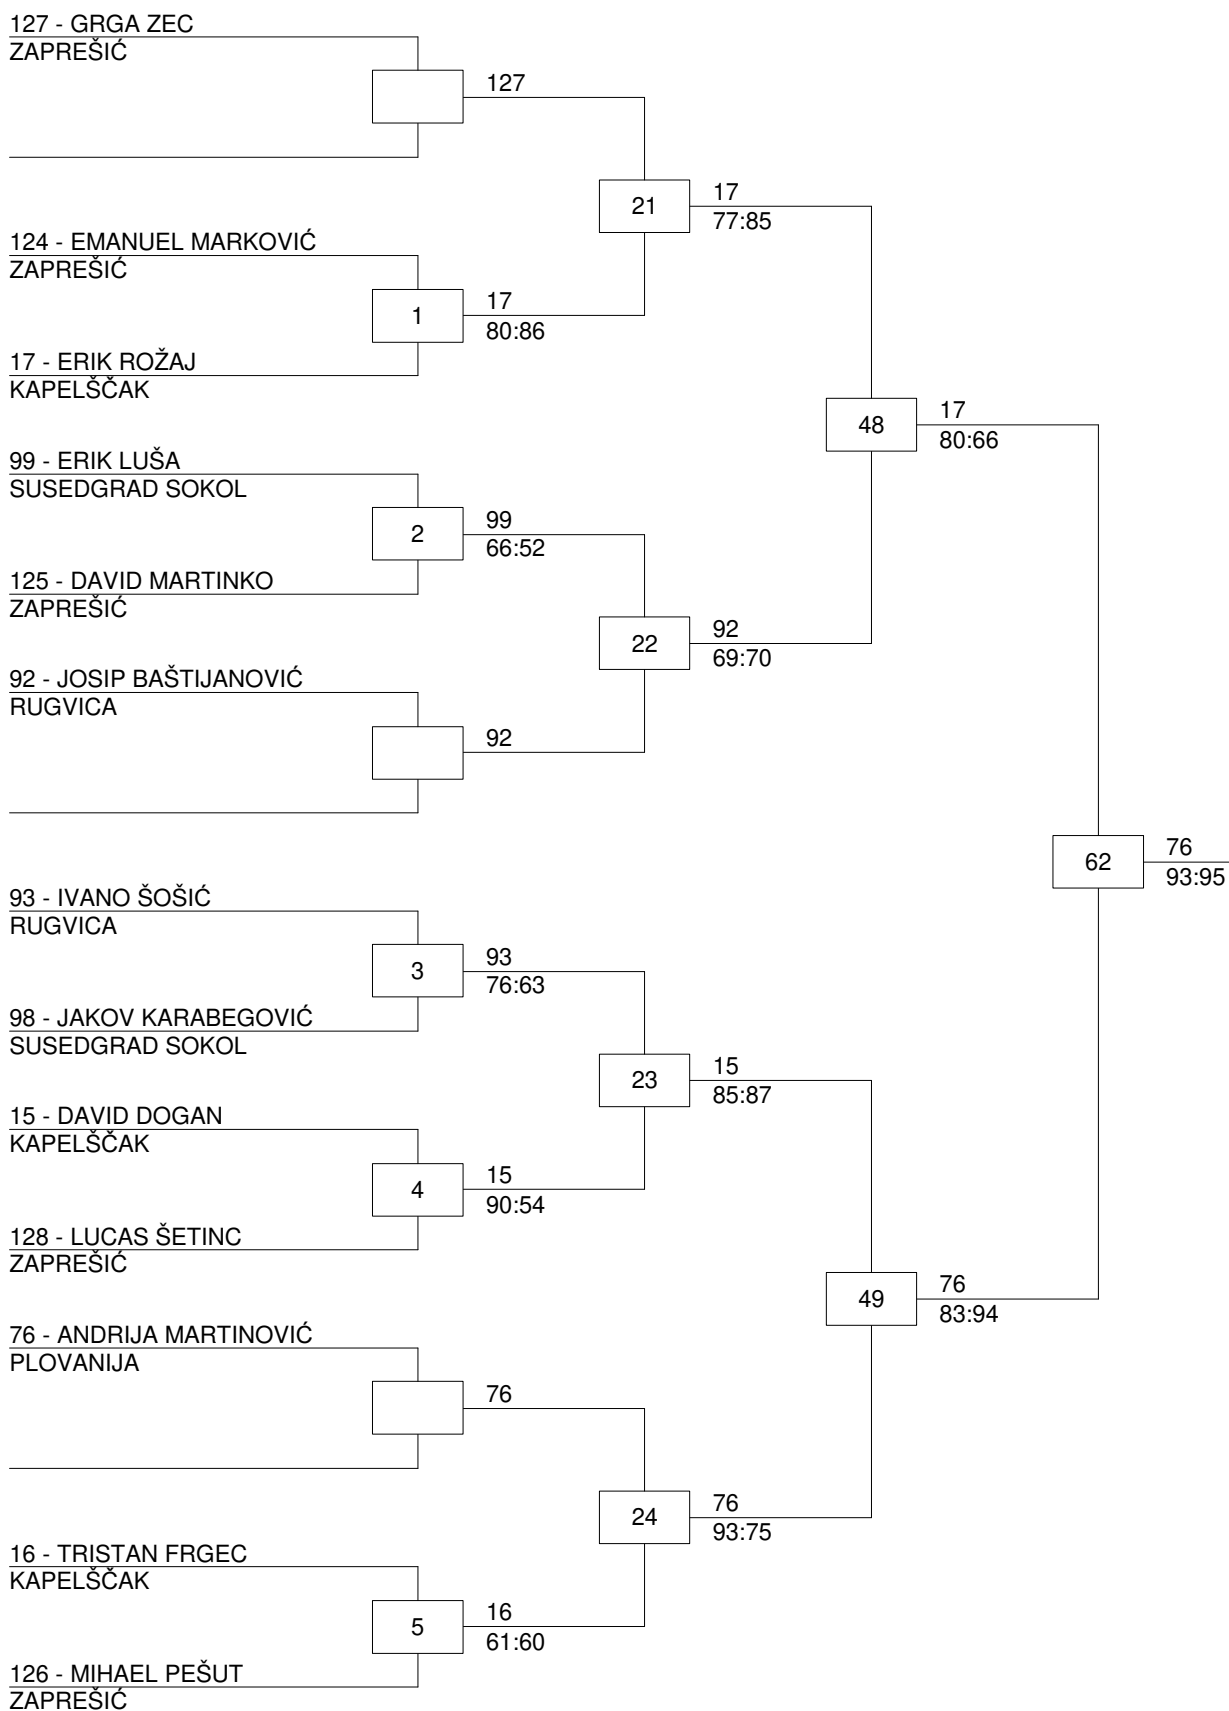 127 - GRGA ZEC
ZAPREŠIĆ
127
21
17
77:85
124 - EMANUEL MARKOVIĆ
ZAPREŠIĆ
1
17
80:86
17 - ERIK ROŽAJ
KAPELŠČAK
48
17
80:66
99 - ERIK LUŠA
SUSEDGRAD SOKOL
2
99
66:52
125 - DAVID MARTINKO
ZAPREŠIĆ
22
92
69:70
92 - JOSIP BAŠTIJANOVIĆ
RUGVICA
92
62
76
93:95
93 - IVANO ŠOŠIĆ
RUGVICA
3
93
76:63
98 - JAKOV KARABEGOVIĆ
SUSEDGRAD SOKOL
23
15
85:87
15 - DAVID DOGAN
KAPELŠČAK
4
15
90:54
128 - LUCAS ŠETINC
ZAPREŠIĆ
49
76
83:94
76 - ANDRIJA MARTINOVIĆ
PLOVANIJA
76
24
76
93:75
16 - TRISTAN FRGEC
KAPELŠČAK
5
16
61:60
126 - MIHAEL PEŠUT
ZAPREŠIĆ